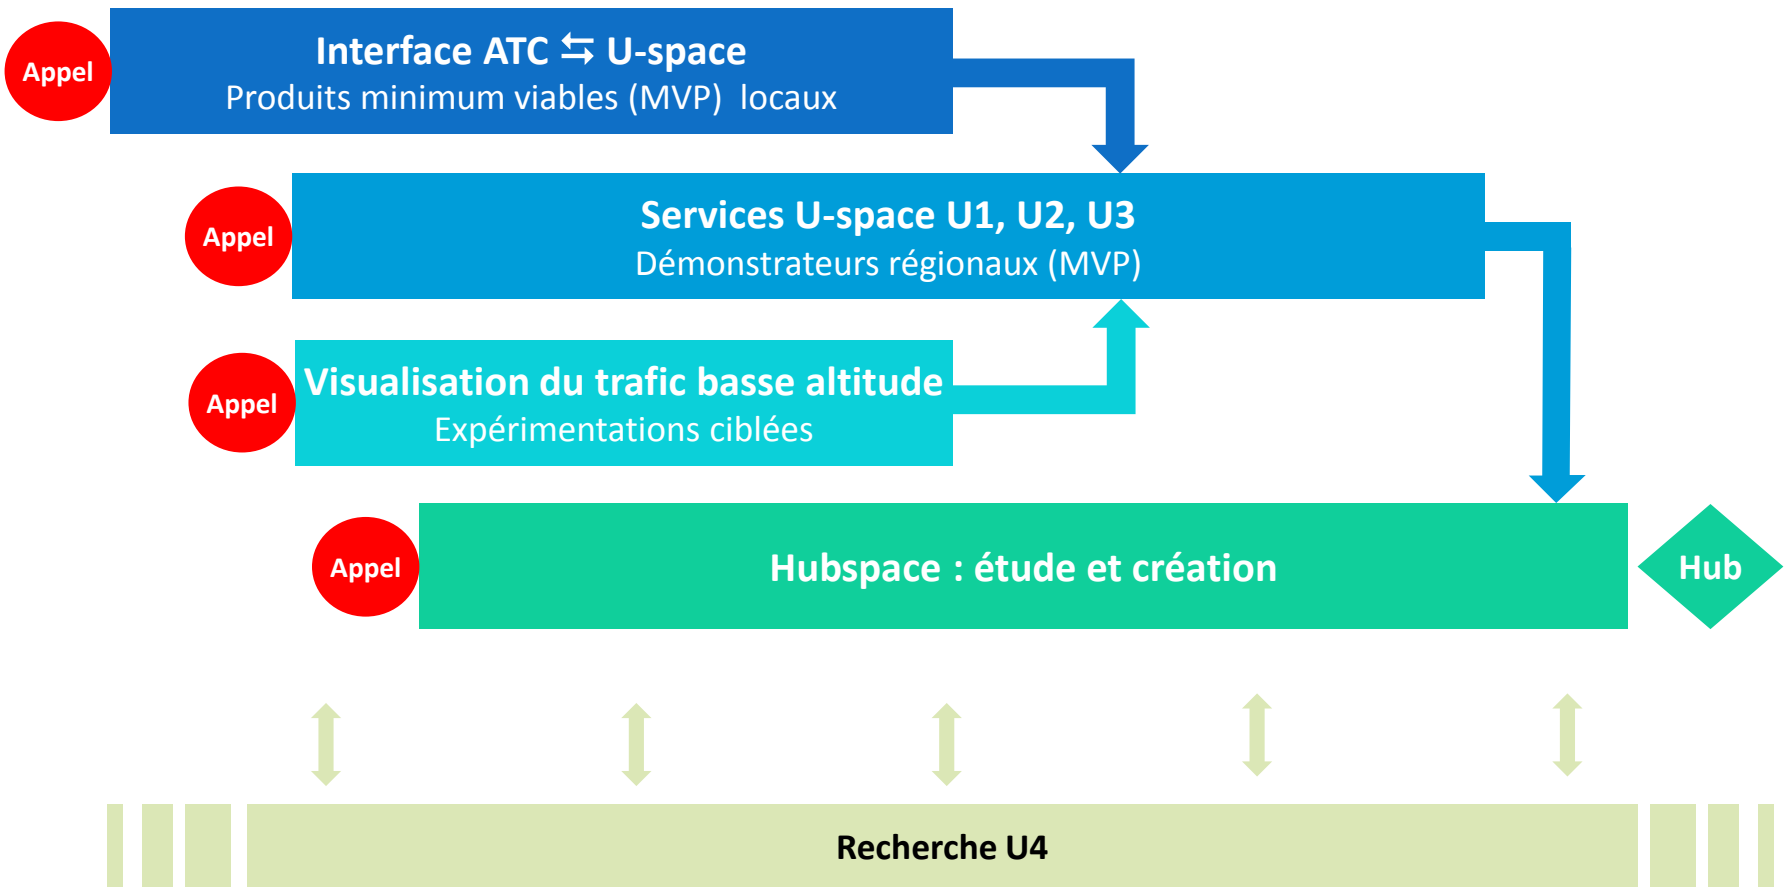 Appel
Interface ATC ⇆ U-space
Produits minimum viables (MVP) locaux
Appel
Services U-space U1, U2, U3
Démonstrateurs régionaux (MVP)
Appel
Visualisation du trafic basse altitude
Expérimentations ciblées
Appel
Hubspace : étude et création
Hub
Recherche U4